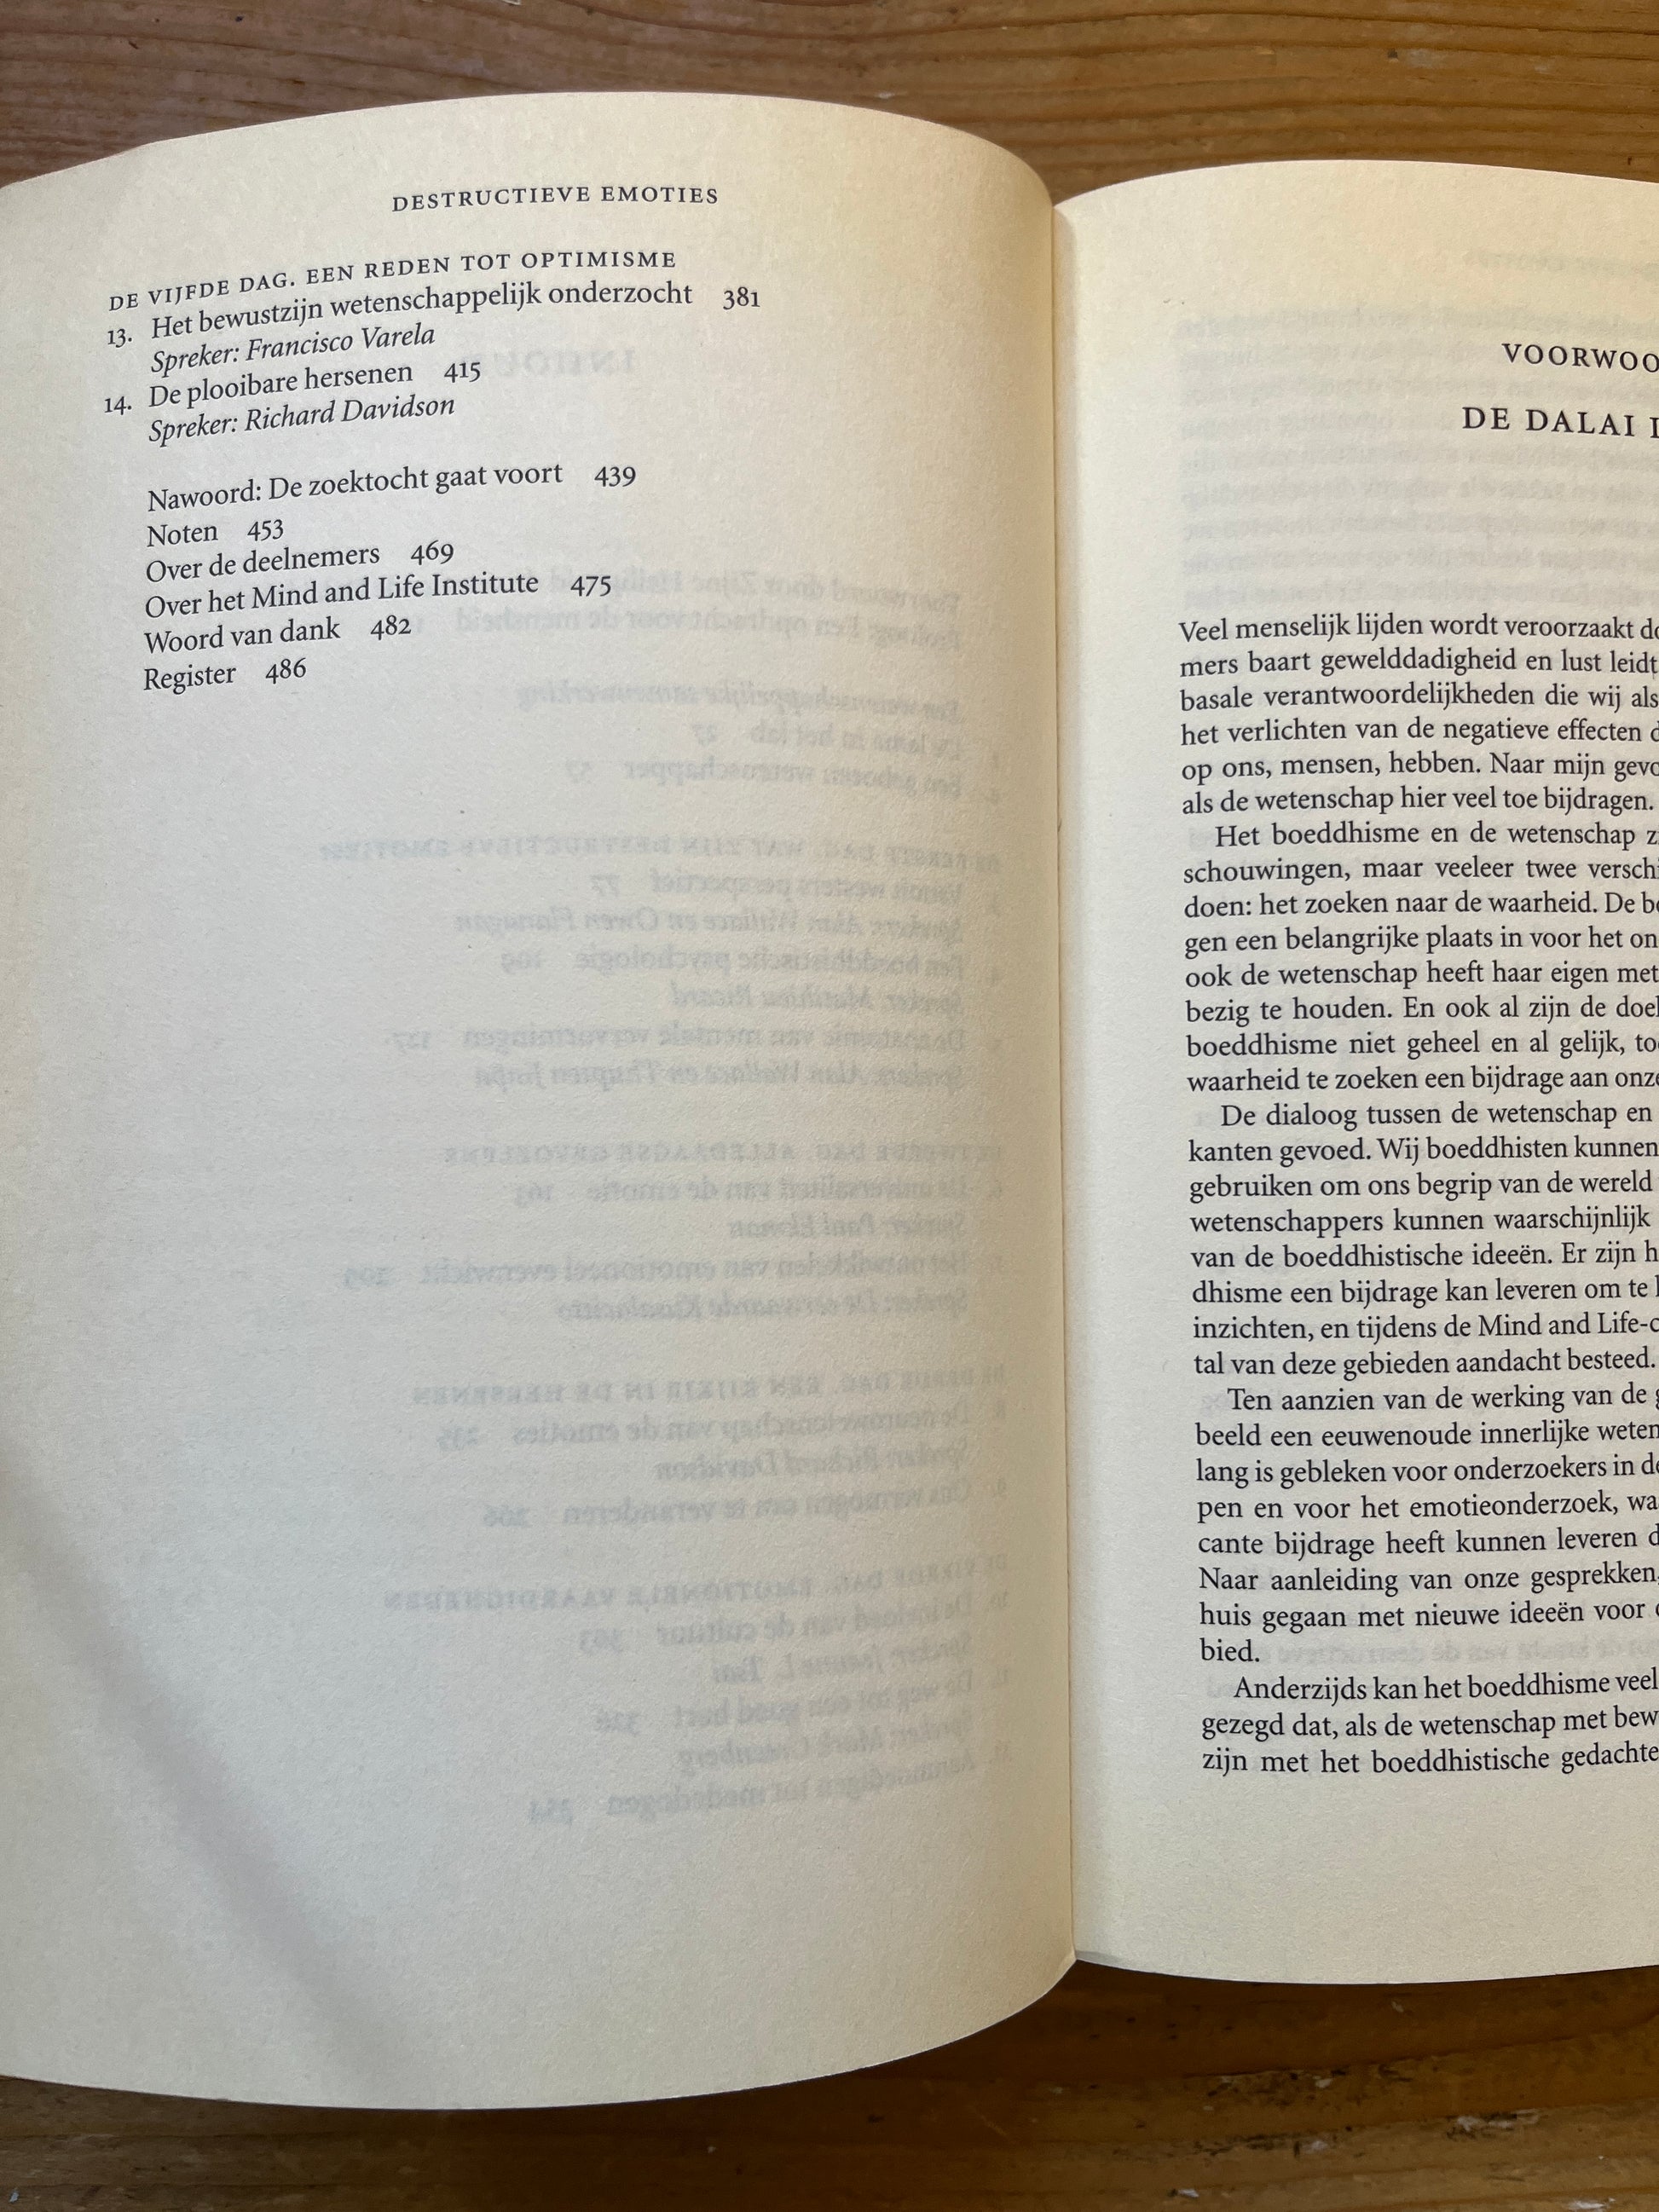 DESTRUCTIEVE EMOTIES
DE VIJFDE DAG. EEN REDEN TOT OPTIMISME
13. Het bewustzijn wetenschappelijk onderzocht 381
Spreker: Francisco Varela
14. De plooibare hersenen 415
Spreker: Richard Davidson
Nawoord: De zoektocht gaat voort 439
Noten 453
Over de deelnemers 469
Over het Mind and Life Institute 475
Woord van dank 482
Register 486
VOORWOO
DE DALAI
Veel menselijk lijden wordt veroorzaakt do
mers baart gewelddadigheid en lust leidt
basale verantwoordelijkheden die wij als
het verlichten van de negatieve effecten d
op ons, mensen, hebben. Naar mijn gevo
als de wetenschap hier veel toe bijdragen.
Het boeddhisme en de wetenschap z
schouwingen, maar veeleer twee versch
doen: het zoeken naar de waarheid. De b
gen een belangrijke plaats in voor het on
ook de wetenschap heeft haar eigen met
bezig te houden. En ook al zijn de doel
boeddhisme niet geheel en al gelijk, to
waarheid te zoeken een bijdrage aan onz
De dialoog tussen de wetenschap en
kanten gevoed. Wij boeddhisten kunnen
gebruiken om ons begrip van de wereld
wetenschappers kunnen waarschijnlijk
van de boeddhistische ideeën. Er zijn h
dhisme een bijdrage kan leveren om te
inzichten, en tijdens de Mind and Life-c
tal van deze gebieden aandacht besteed.
Ten aanzien van de werking van de g
beeld een eeuwenoude innerlijke weten
lang is gebleken voor onderzoekers in de
pen en voor het emotieonderzoek, wa
cante bijdrage heeft kunnen leveren d
Naar aanleiding van onze gesprekken,
huis gegaan met nieuwe ideeën voor
bied.
Anderzijds kan het boeddhisme veel
gezegd dat, als de wetenschap met bew
zijn met het boeddhistische gedachte